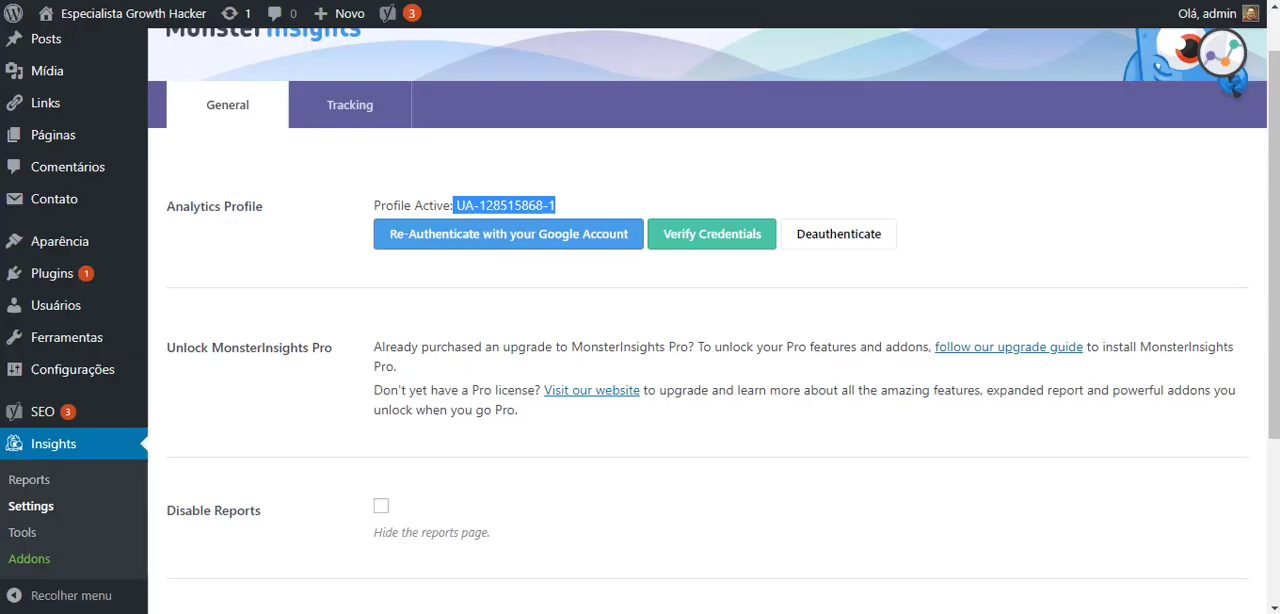 Especialista Growth Hacker 1 0 Novo 3 Olá, admin
MonsterInsights
Posts
Mídia
Links
Páginas
Comentários
Contato
Aparência
Plugins 1
Usuários
Ferramentas
Configurações
SEO 3
Insights
Reports
Settings
Tools
Addons
Recolher menu
General Tracking
Analytics Profile
Profile Active: UA-128515868-1
Re-Authenticate with your Google Account Verify Credentials Deauthenticate
Unlock MonsterInsights Pro
Already purchased an upgrade to MonsterInsights Pro? To unlock your Pro features and addons, follow our upgrade guide to install MonsterInsights
Pro.
Don't yet have a Pro license? Visit our website to upgrade and learn more about all the amazing features, expanded report and powerful addons you
unlock when you go Pro.
Disable Reports
Hide the reports page.